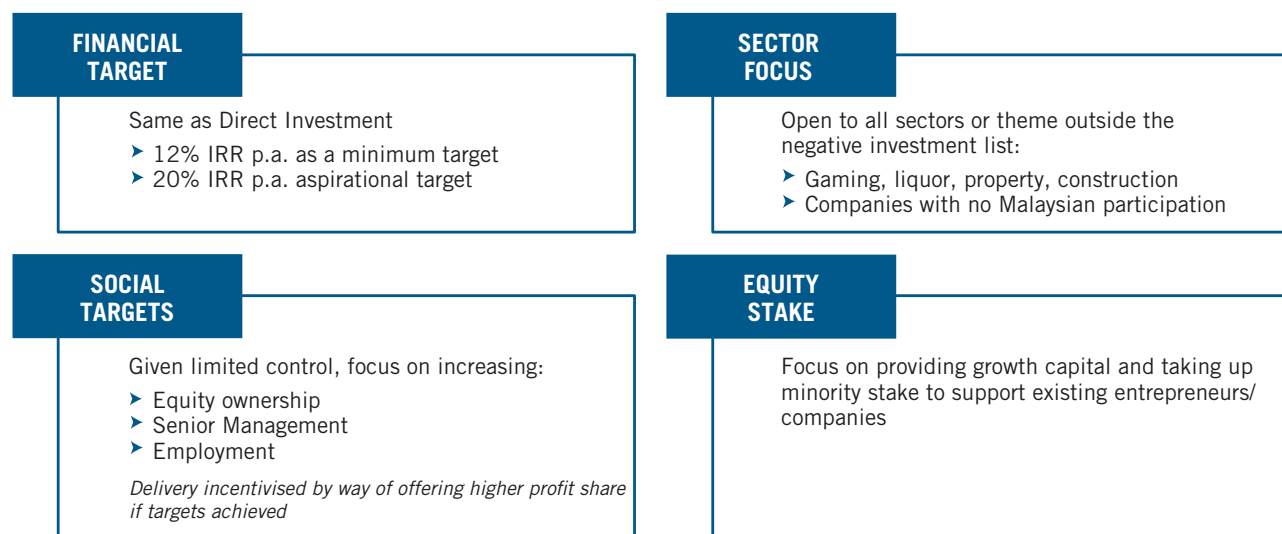 FINANCIAL
TARGET
Same as Direct Investment
➤ 12% IRR p.a. as a minimum target
➤ 20% IRR p.a. aspirational target
SECTOR
FOCUS
Open to all sectors or theme outside the
negative investment list:
➤ Gaming, liquor, property, construction
➤ Companies with no Malaysian participation
SOCIAL
TARGETS
Given limited control, focus on increasing:
➤ Equity ownership
➤ Senior Management
➤ Employment
Delivery incentivised by way of offering higher profit share
if targets achieved
EQUITY
STAKE
Focus on providing growth capital and taking up
minority stake to support existing entrepreneurs/
companies